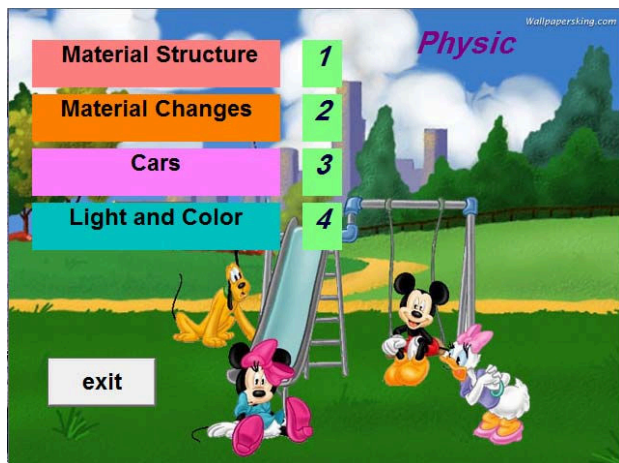 Wallpapersking.com
Physic
Material Structure 1
Material Changes 2
Cars 3
Light and Color 4
exit